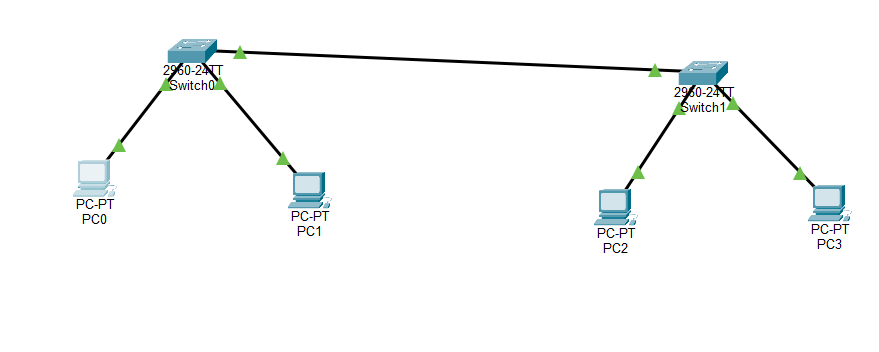 2960-24TT
Switch0
2960-24TT
Switch1
PC-PT
PC0
PC-PT
PC1
PC-PT
PC2
PC-PT
PC3